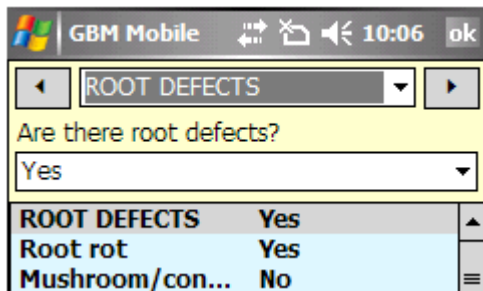 GBM Mobile 10:06 ok
ROOT DEFECTS
Are there root defects?
Yes
ROOT DEFECTS Yes
Root rot Yes
Mushroom/con... No